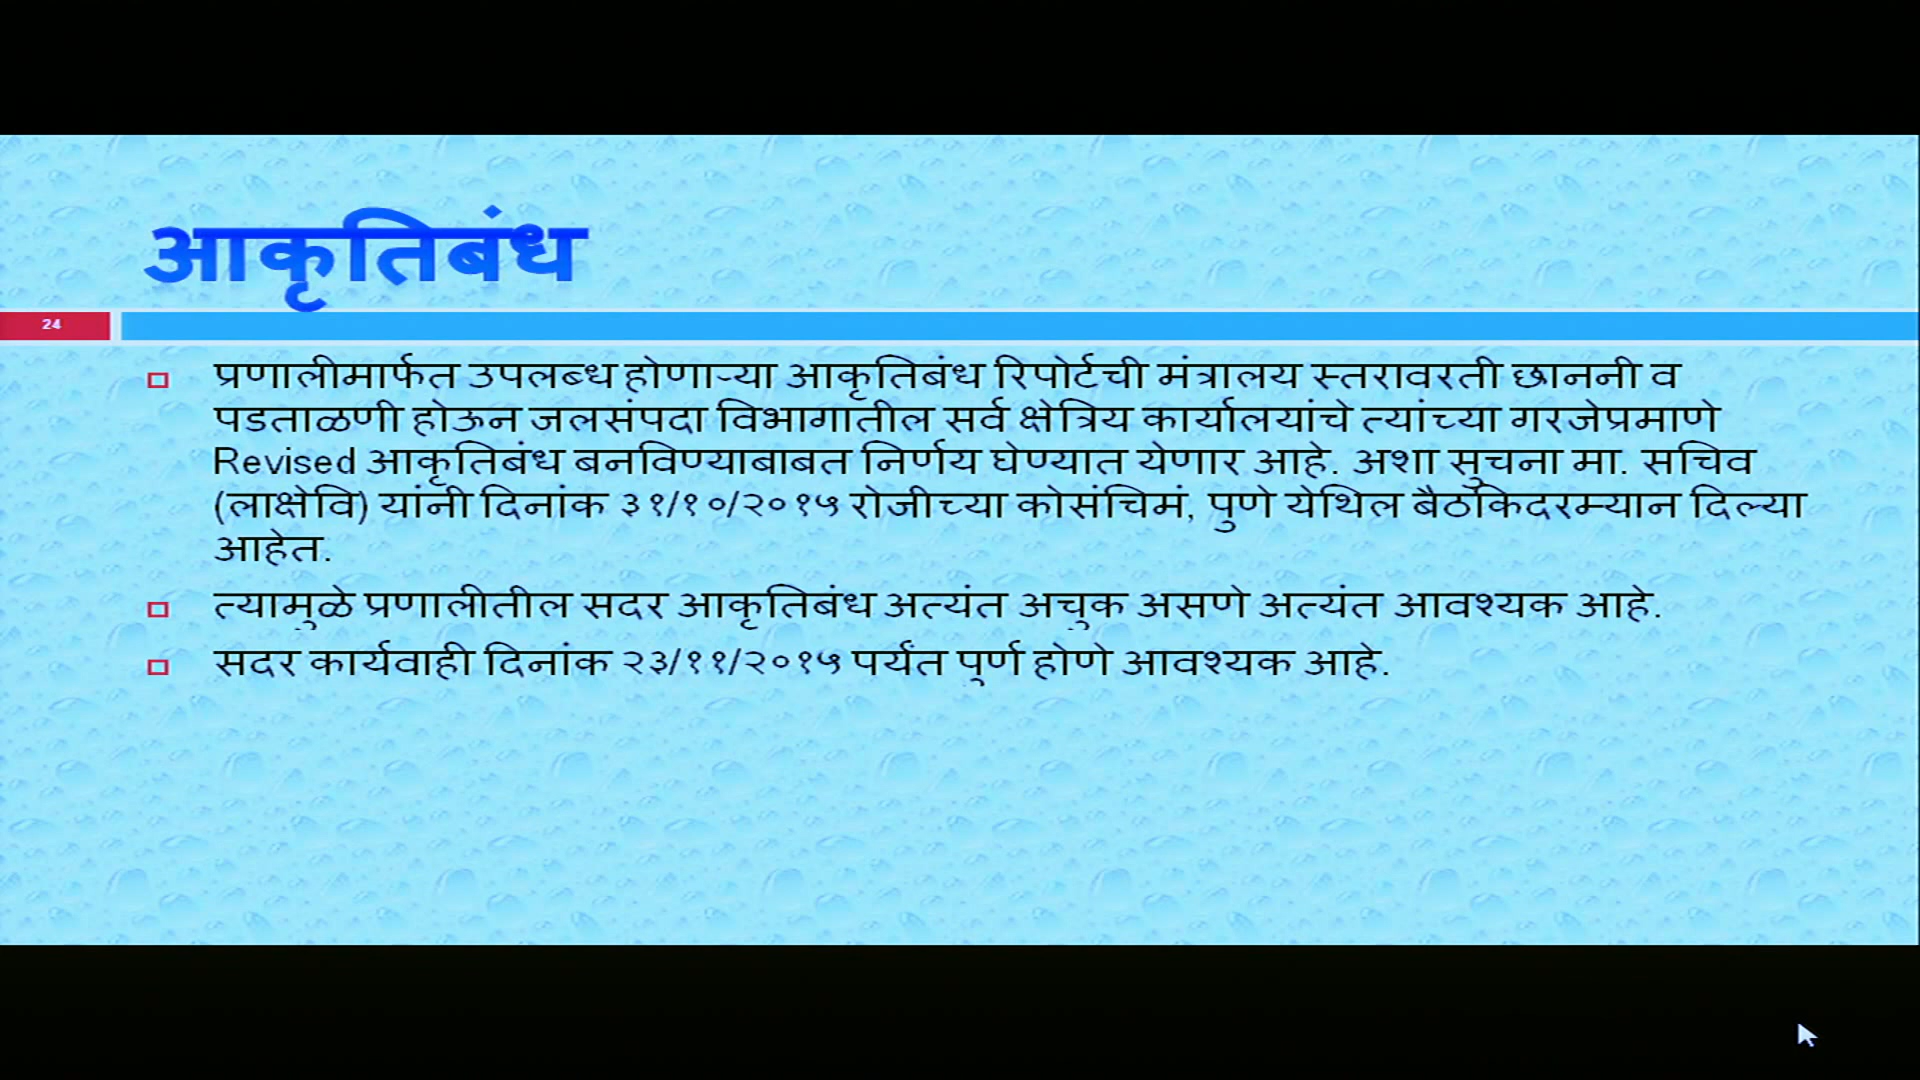 आकृतिबंध
24
प्रणालीमार्फत उपलब्ध होणाऱ्या आकृतिबंध रिपोर्टची मंत्रालय स्तरावरती छाननी व
पडताळणी होऊन जलसंपदा विभागातील सर्व क्षेत्रिय कार्यालयांचे त्यांच्या गरजेप्रमाणे
Revised आकृतिबंध बनविण्याबाबत निर्णय घेण्यात येणार आहे. अशा सुचना मा. सचिव
(लाक्षेवि) यांनी दिनांक ३१/१०/२०१५ रोजीच्या कोसंचिमं, पुणे येथिल बैठकिदरम्यान दिल्या
आहेत.
त्यामुळे प्रणालीतील सदर आकृतिबंध अत्यंत अचुक असणे अत्यंत आवश्यक आहे.
सदर कार्यवाही दिनांक २३/११/२०१५ पर्यंत पुर्ण होणे आवश्यक आहे.